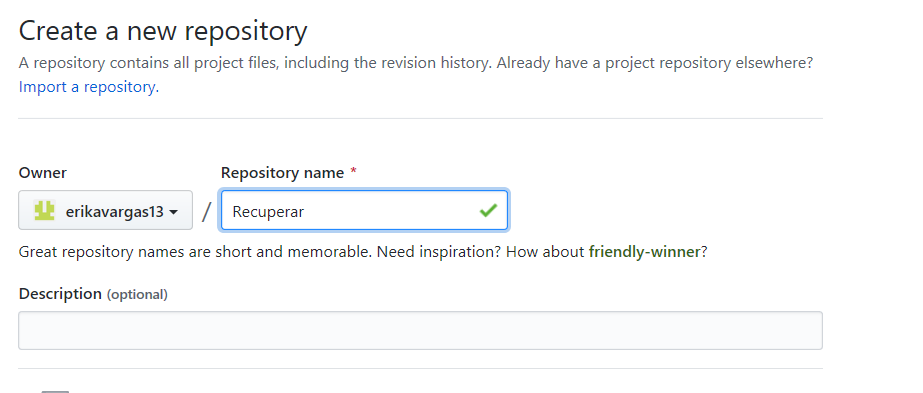 Create a new repository
A repository contains all project files, including the revision history. Already have a project repository elsewhere?
Import a repository.
Owner
Repository name *
erikavargas13 / Recuperar
Great repository names are short and memorable. Need inspiration? How about friendly-winner?
Description (optional)